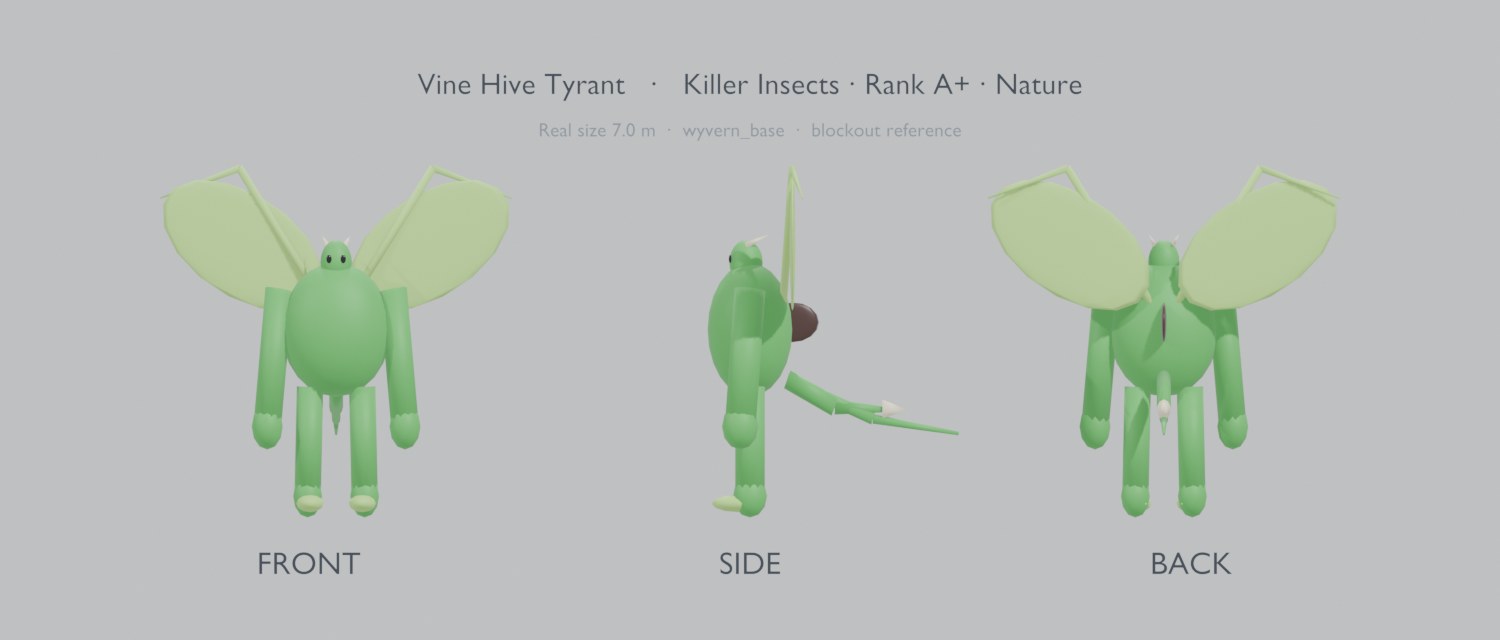 Vine Hive Tyrant · Killer Insects · Rank A+ · Nature
Real size 7.0 m · wyvern_base · blockout reference
FRONT SIDE BACK